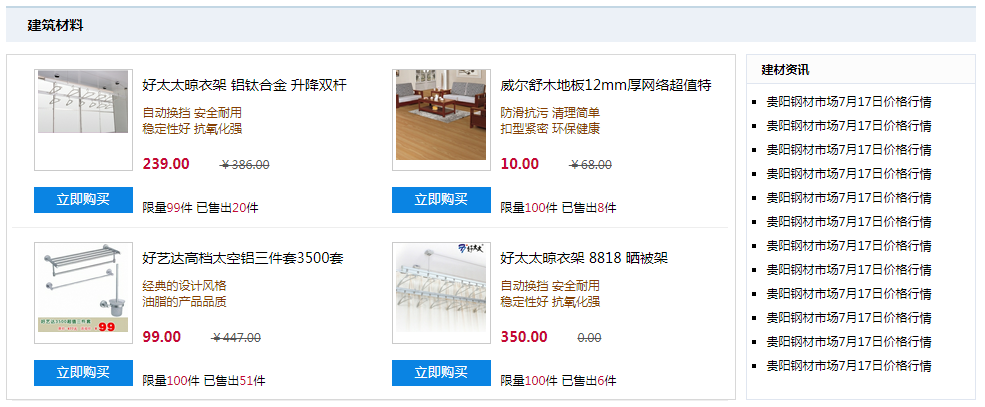 建筑材料
好太太晾衣架 铝钛合金 升降双杆
自动换挡 安全耐用
稳定性好 抗氧化强
239.00 ￥386.00
立即购买
限量99件 已售出20件
威尔舒木地板12mm厚网络超值特
防滑抗污 清理简单
扣型紧密 环保健康
10.00 ￥68.00
立即购买
限量100件 已售出8件
好艺达高档太空铝三件套3500套
经典的设计风格
油脂的产品品质
99
99.00 ￥447.00
立即购买
限量100件 已售出51件
好太太
好太太晾衣架 8818 晒被架
自动换挡 安全耐用
稳定性好 抗氧化强
350.00 0.00
立即购买
限量100件 已售出6件
建材资讯
贵阳钢材市场7月17日价格行情
贵阳钢材市场7月17日价格行情
贵阳钢材市场7月17日价格行情
贵阳钢材市场7月17日价格行情
贵阳钢材市场7月17日价格行情
贵阳钢材市场7月17日价格行情
贵阳钢材市场7月17日价格行情
贵阳钢材市场7月17日价格行情
贵阳钢材市场7月17日价格行情
贵阳钢材市场7月17日价格行情
贵阳钢材市场7月17日价格行情
贵阳钢材市场7月17日价格行情